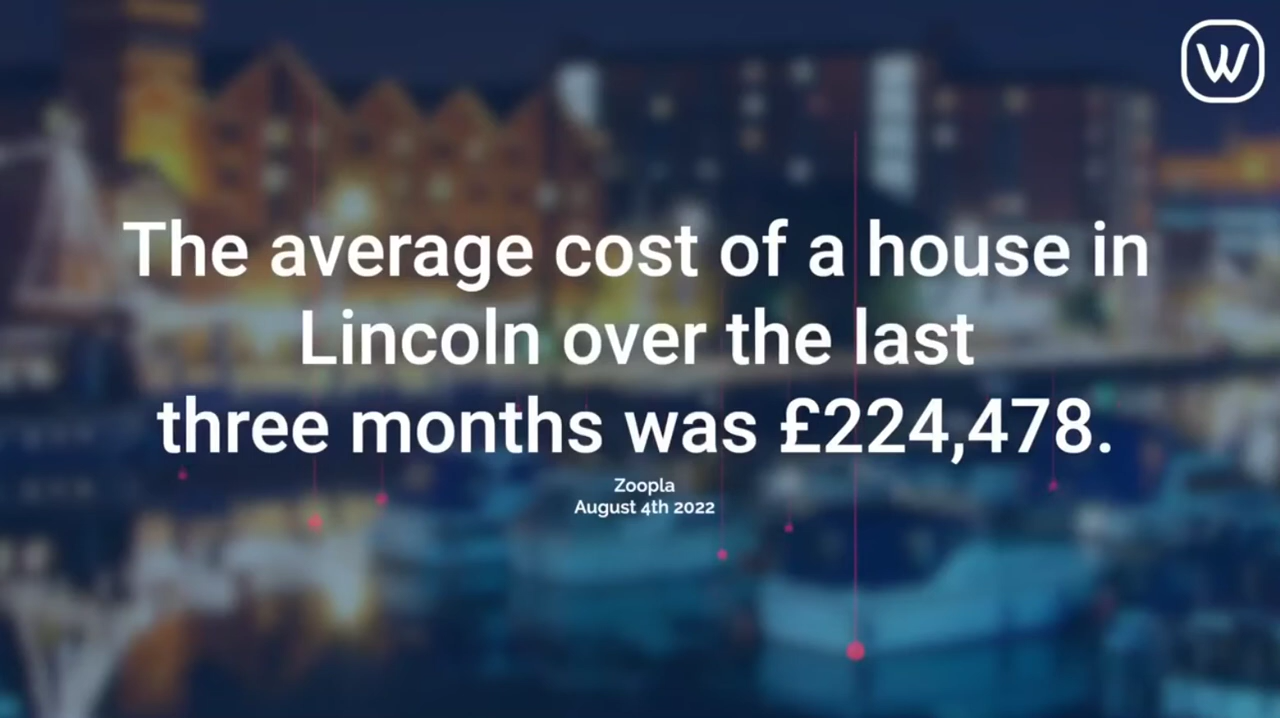 W
The average cost of a house in
Lincoln over the last
three months was £224,478.
Zoopla
August 4th 2022